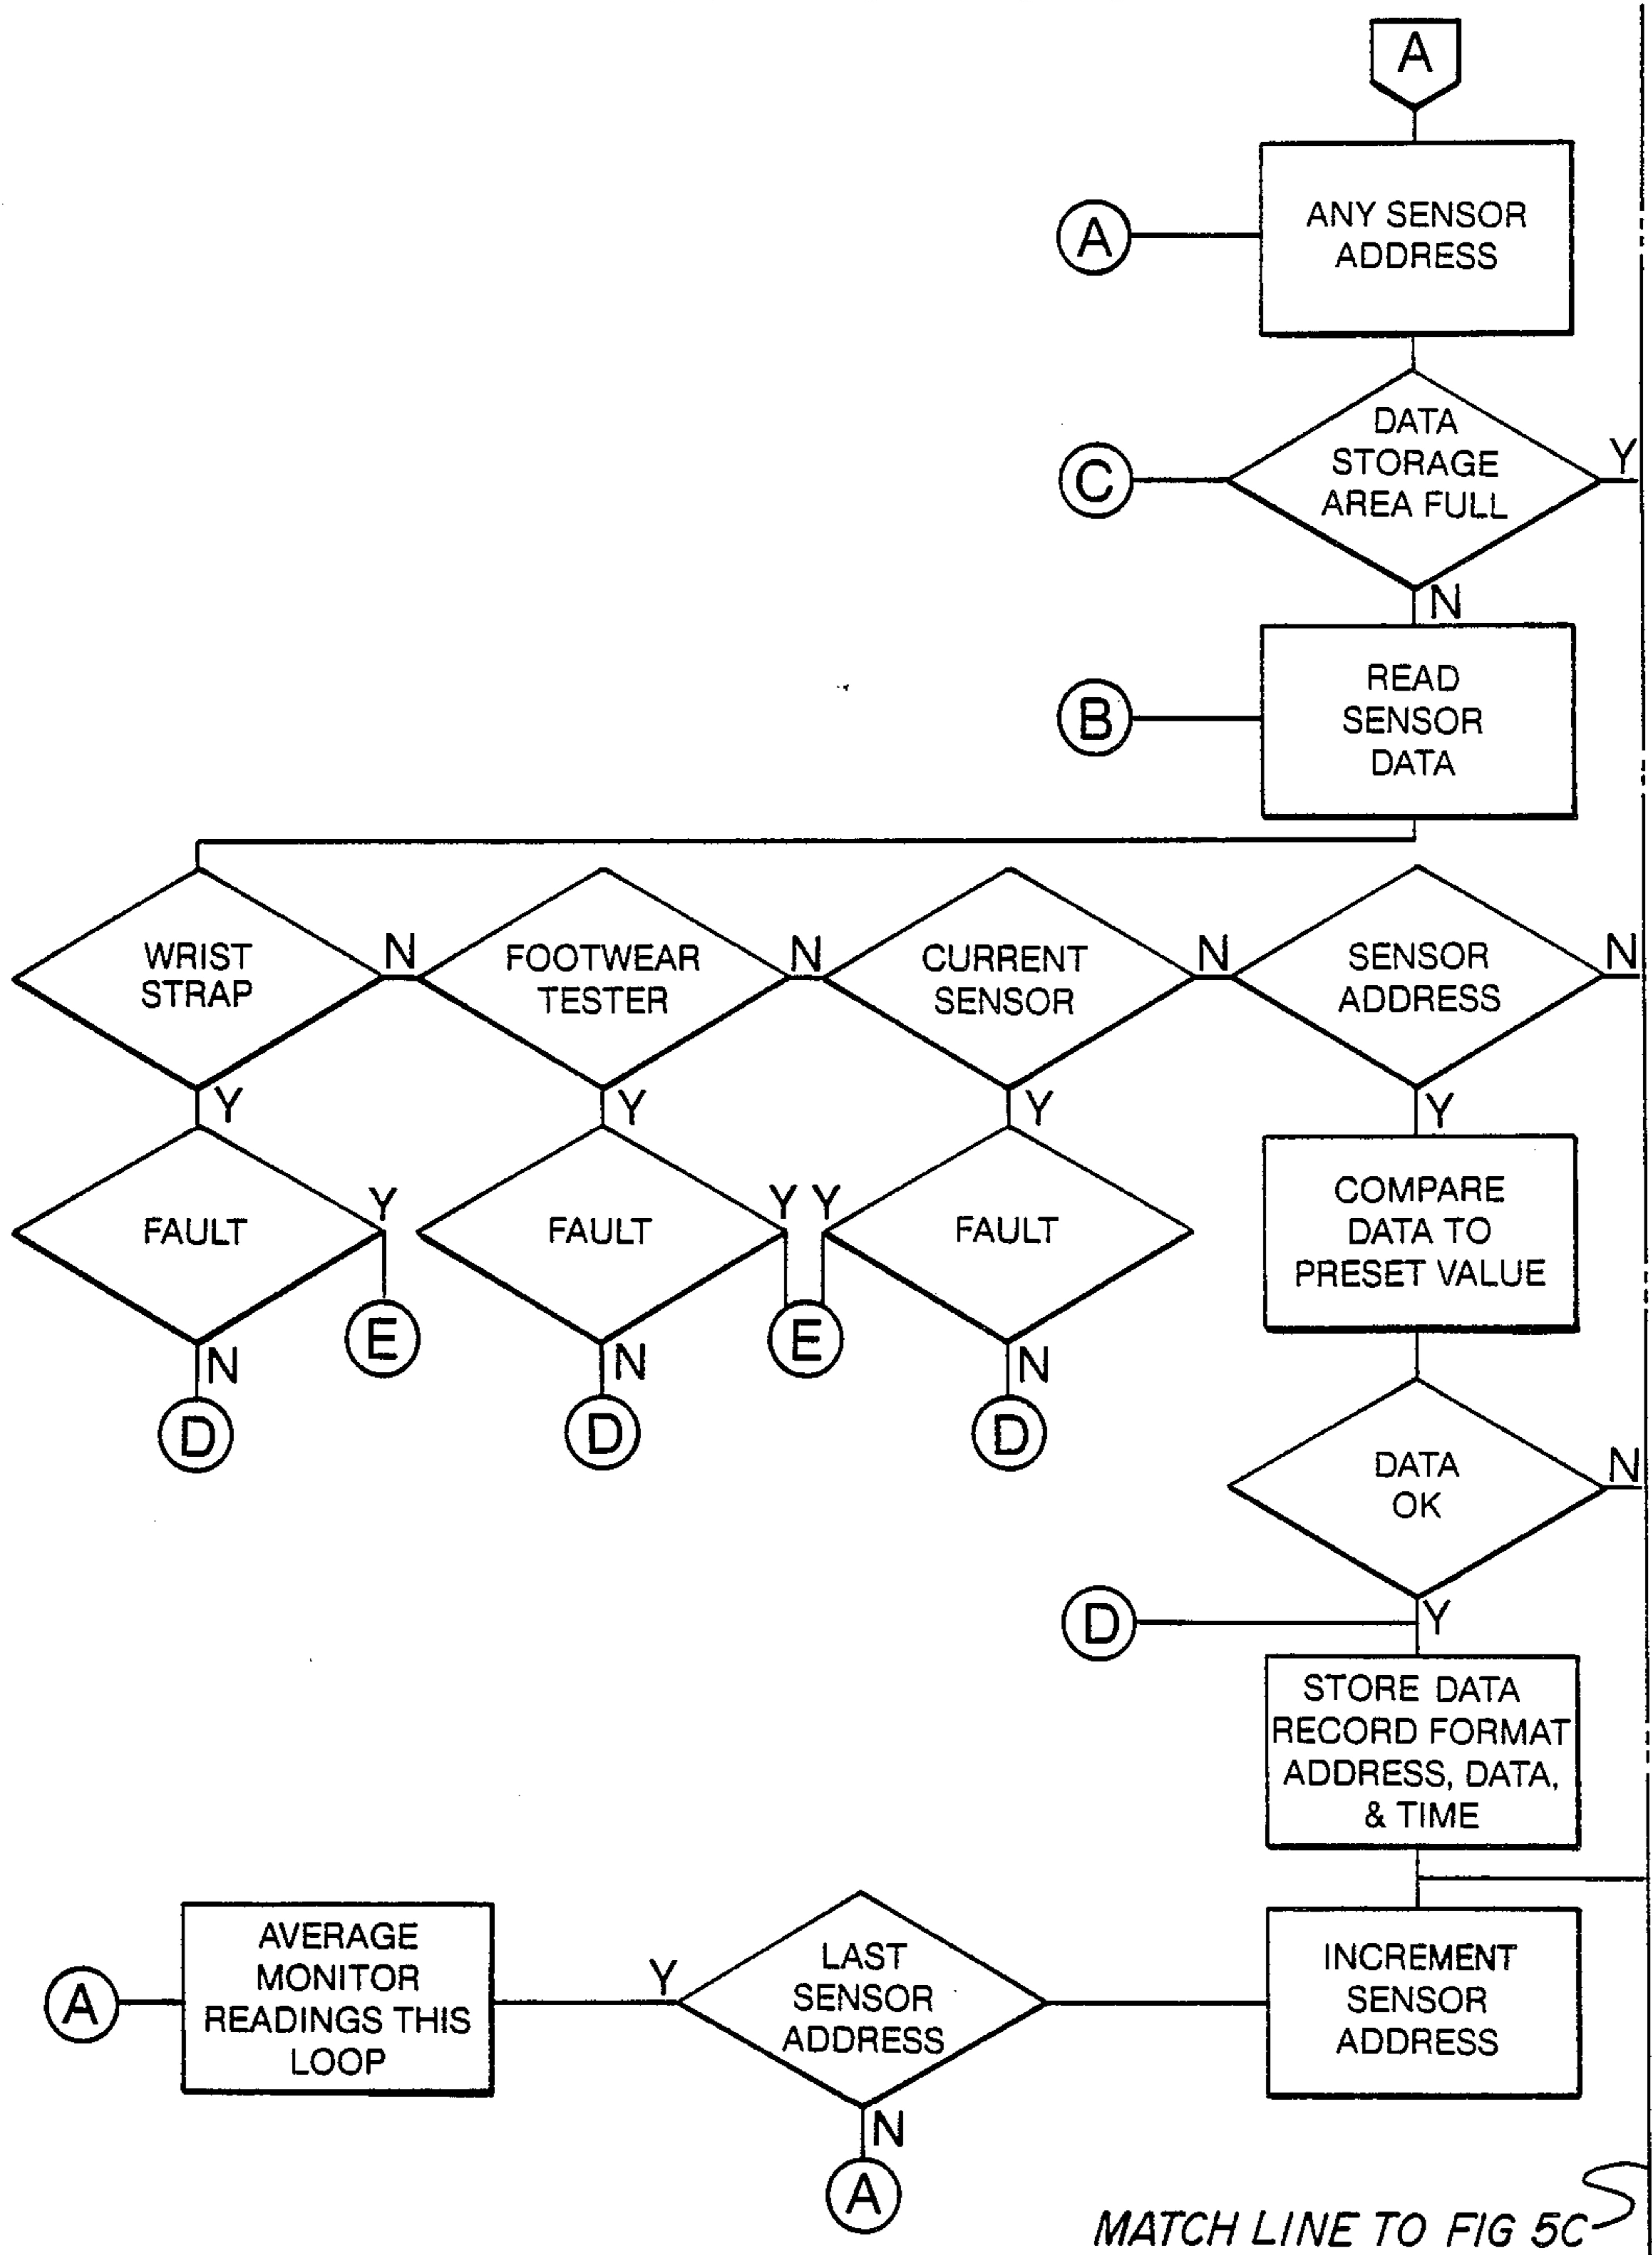 A
ANY SENSOR
ADDRESS
A
DATA
STORAGE
AREA FULL
Y
C
N
READ
SENSOR
DATA
B
WRIST
STRAP
N
FOOTWEAR
TESTER
N
CURRENT
SENSOR
N
SENSOR
ADDRESS
N
Y
Y
Y
Y
FAULT
Y
E
N
D
FAULT
Y
Y
E
N
D
FAULT
N
D
COMPARE
DATA TO
PRESET VALUE
DATA
OK
N
Y
D
STORE DATA
RECORD FORMAT
ADDRESS, DATA,
& TIME
INCREMENT
SENSOR
ADDRESS
LAST
SENSOR
ADDRESS
Y
N
A
AVERAGE
MONITOR
READINGS THIS
LOOP
A
MATCH LINE TO FIG 5C